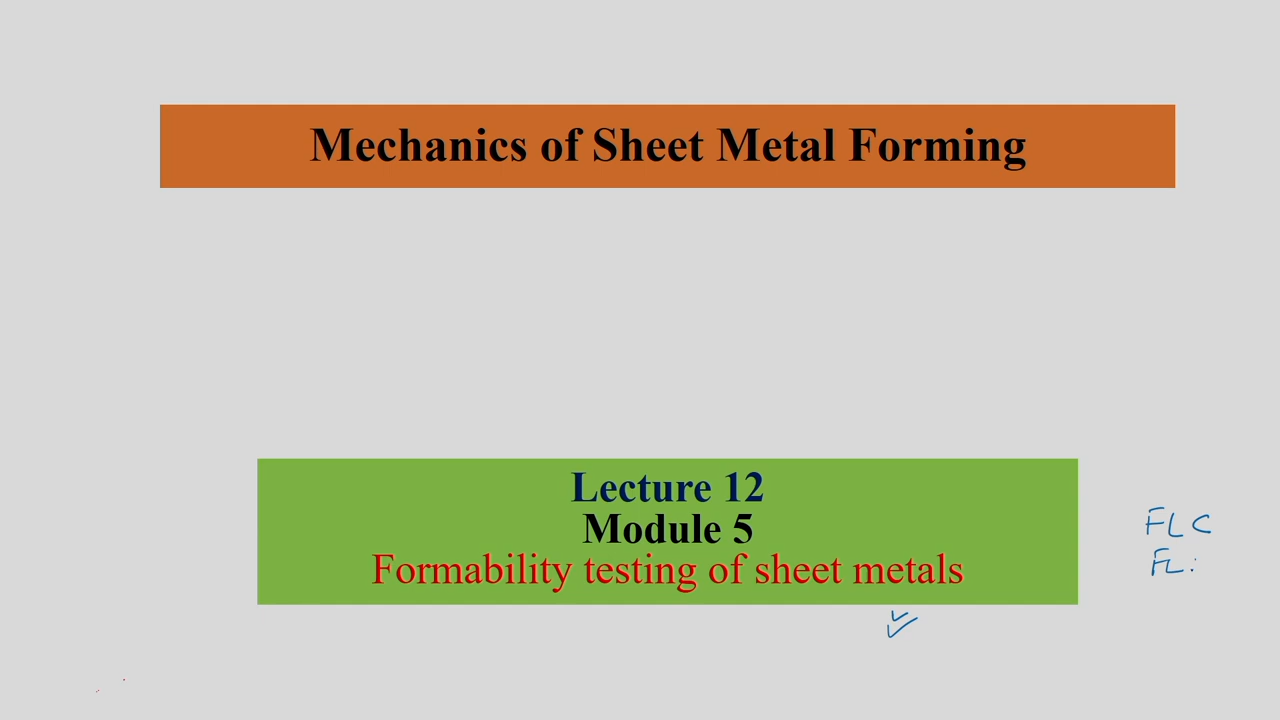 Mechanics of Sheet Metal Forming
Lecture 12
Module 5
Formability testing of sheet metals
FLC
FL